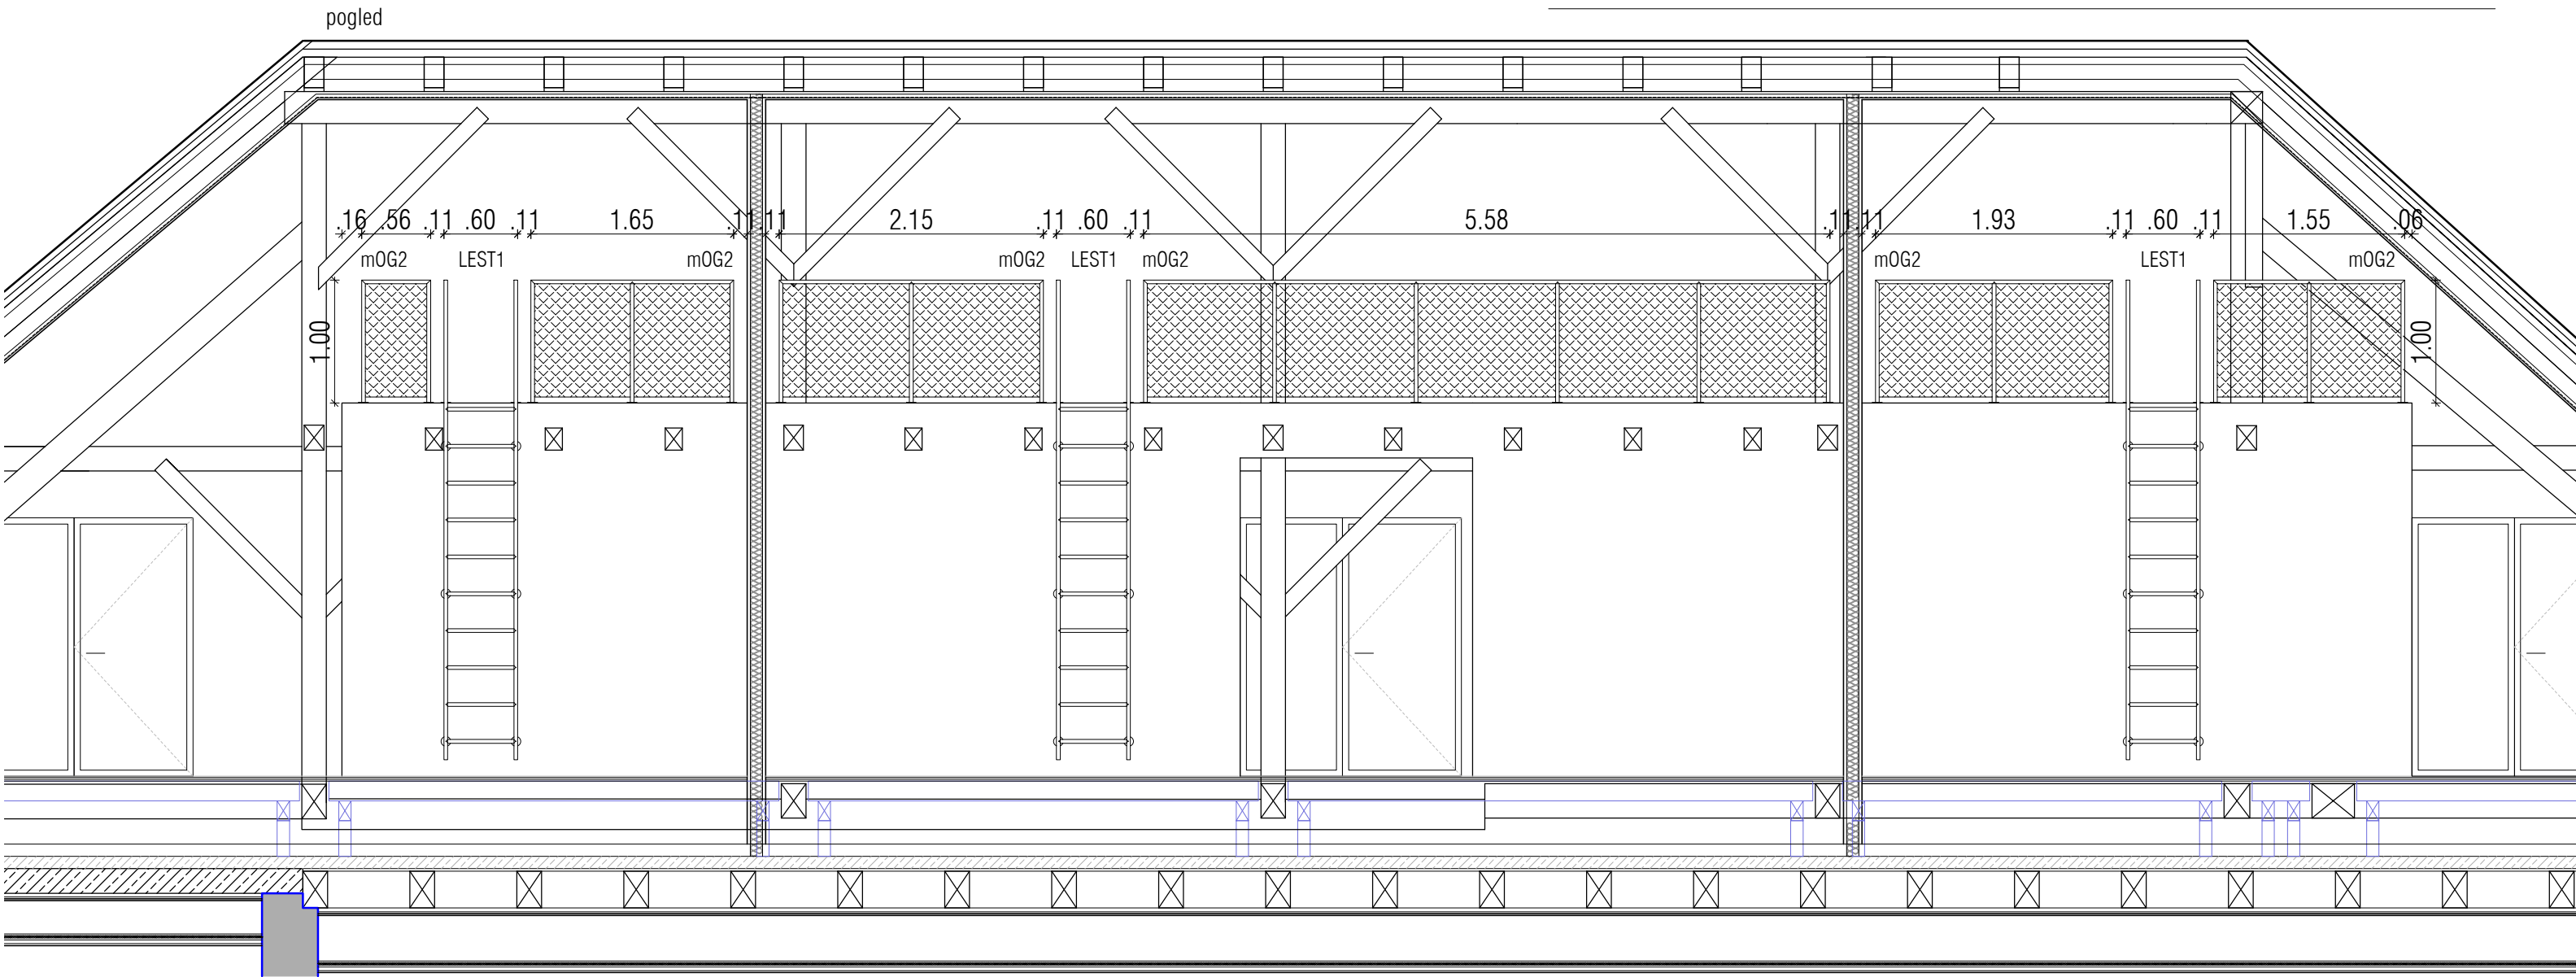 pogled
.16 .56 .11 .60 .11 1.65 .11 .11 2.15 .11 .60 .11 5.58 .11 .11 1.93 .11 .60 .11 1.55 .06
mOG2 LEST1 mOG2 mOG2 LEST1 mOG2 mOG2 LEST1 mOG2
1.00 1.00